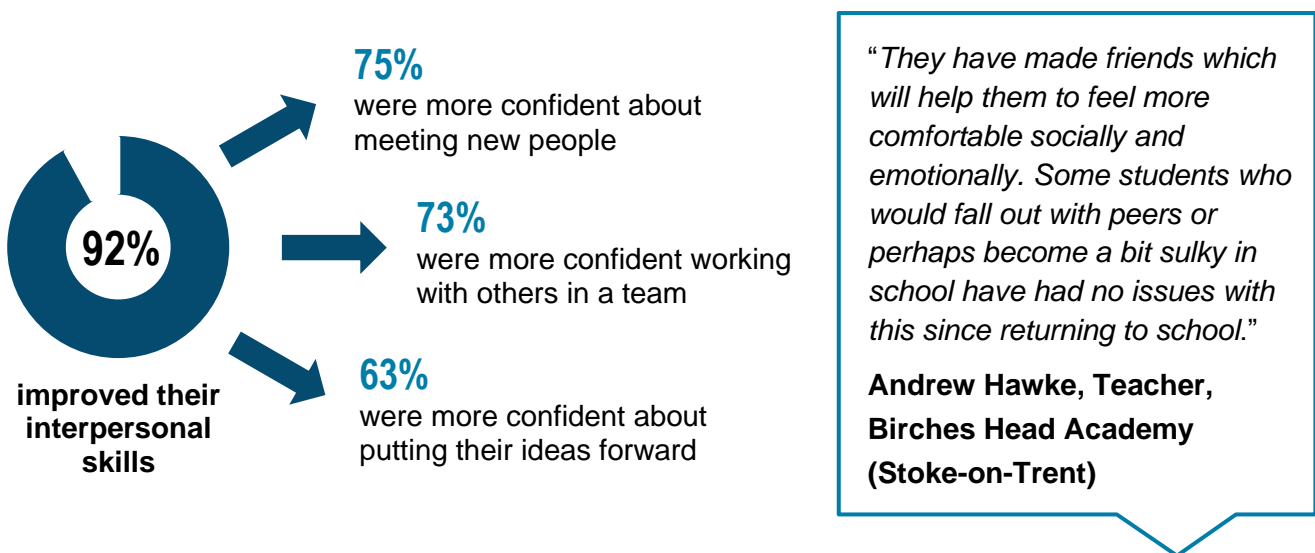 92%
improved their
interpersonal
skills
75%
were more confident about
meeting new people
73%
were more confident working
with others in a team
63%
were more confident about
putting their ideas forward
“They have made friends which
will help them to feel more
comfortable socially and
emotionally. Some students who
would fall out with peers or
perhaps become a bit sulky in
school have had no issues with
this since returning to school.”
Andrew Hawke, Teacher,
Birches Head Academy
(Stoke-on-Trent)